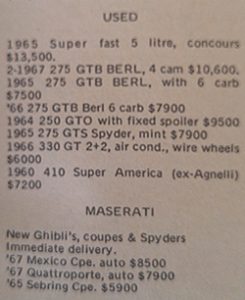 USED
1965 Super fast 5 litre, concours
$13,500.
2-1967 275 GTB BERL, 4 cam $10,600.
1965 275 GTB BERL, with 6 carb
$7500
'66 275 GTB Berl 6 carb $7900
1964 250 GTO with fixed spoiler $9500
1965 275 GTS Spyder, mint $7900
1966 330 GT 2+2, air cond., wire wheels
$6000
1960 410 Super America (ex-Agnelli)
$7200
MASERATI
New Ghibli's, coupes & Spyders
Immediate delivery.
'67 Mexico Cpe. auto $8500
'67 Quattroporte, auto $7900
'65 Sebring Cpe. $5900